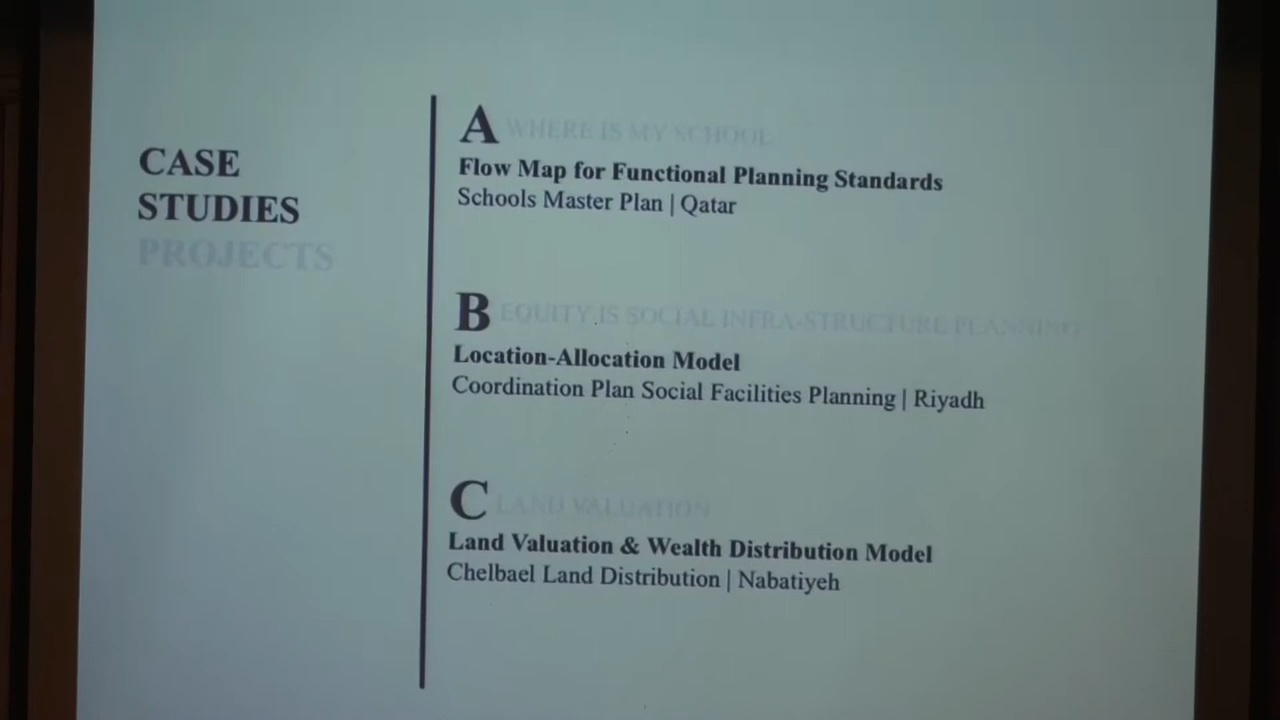 CASE
STUDIES
PROJECTS
A WHERE IS MY SCHOOL
Flow Map for Functional Planning Standards
Schools Master Plan | Qatar
B EQUITY IS SOCIAL INFRA-STRUCTURE PLANNING
Location-Allocation Model
Coordination Plan Social Facilities Planning | Riyadh
C LAND VALUATION
Land Valuation & Wealth Distribution Model
Chelbael Land Distribution | Nabatiyeh